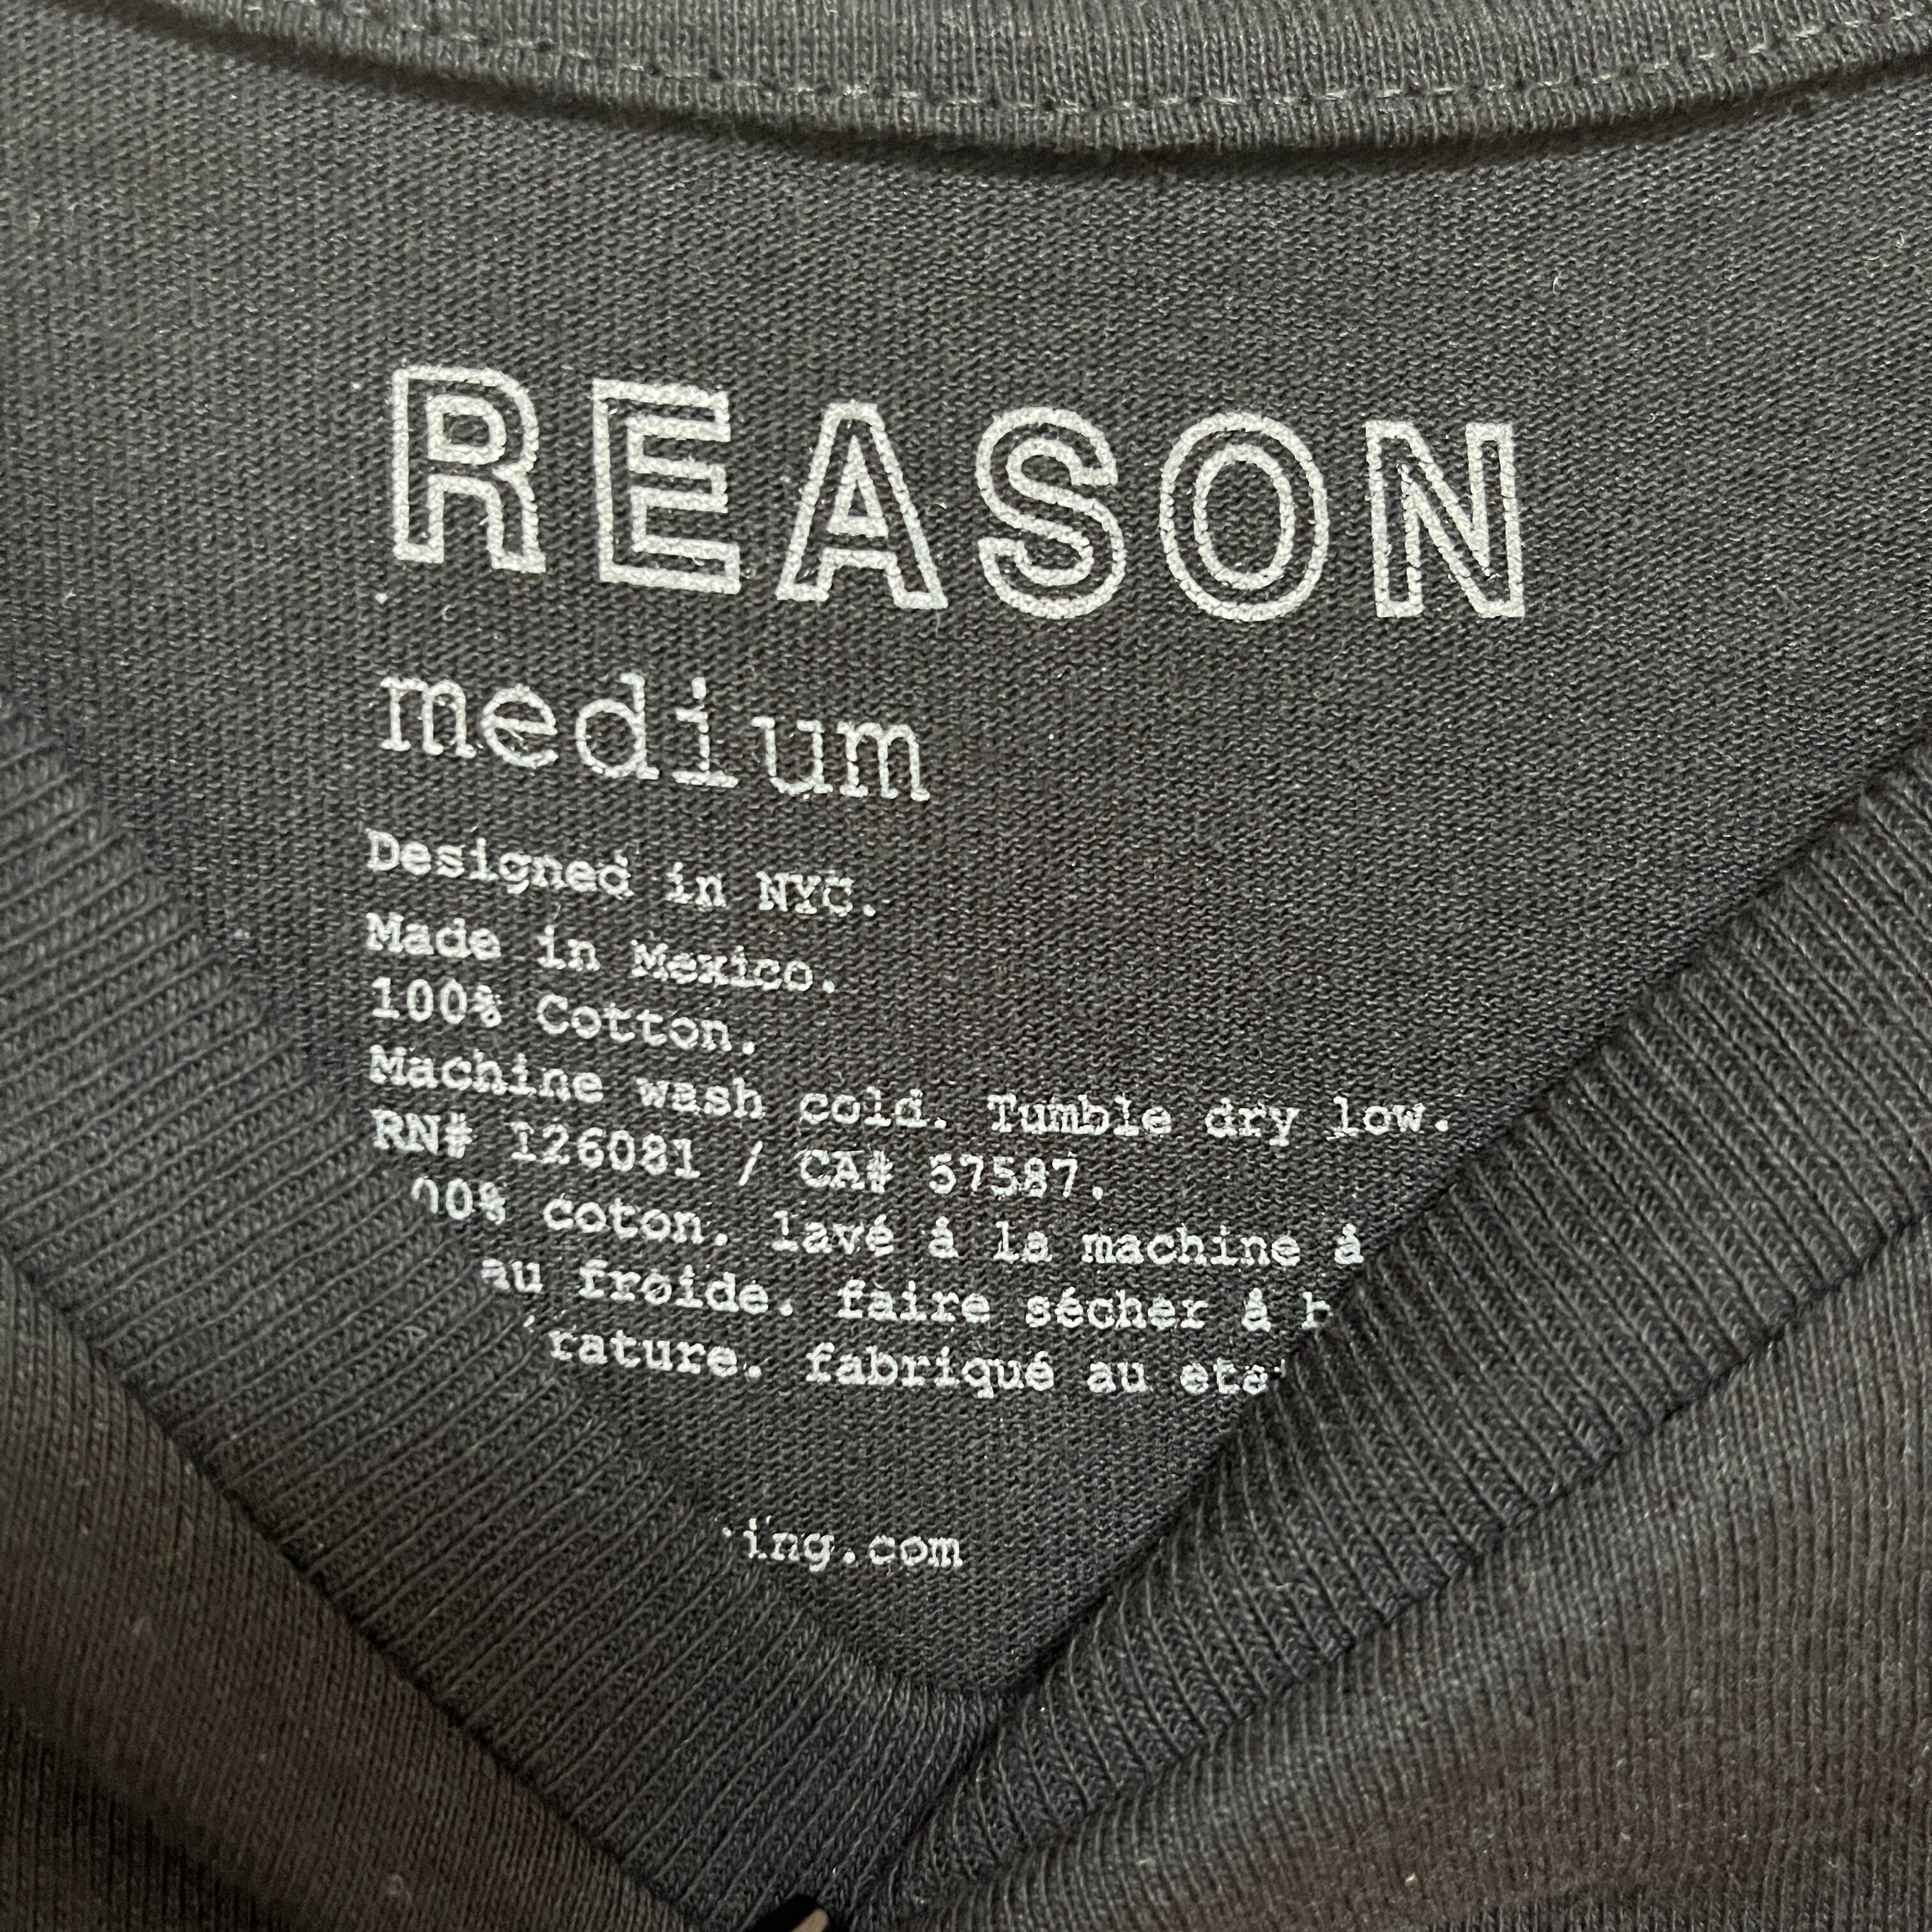 REASON
medium
Designed in NYC.
Made in Mexico.
100% Cotton.
Machine wash cold. Tumble dry low.
RN# 126081 / CA# 57587.
coton. lavé à la machine à
au froide. faire sécher à
fabriqué au
ing.com